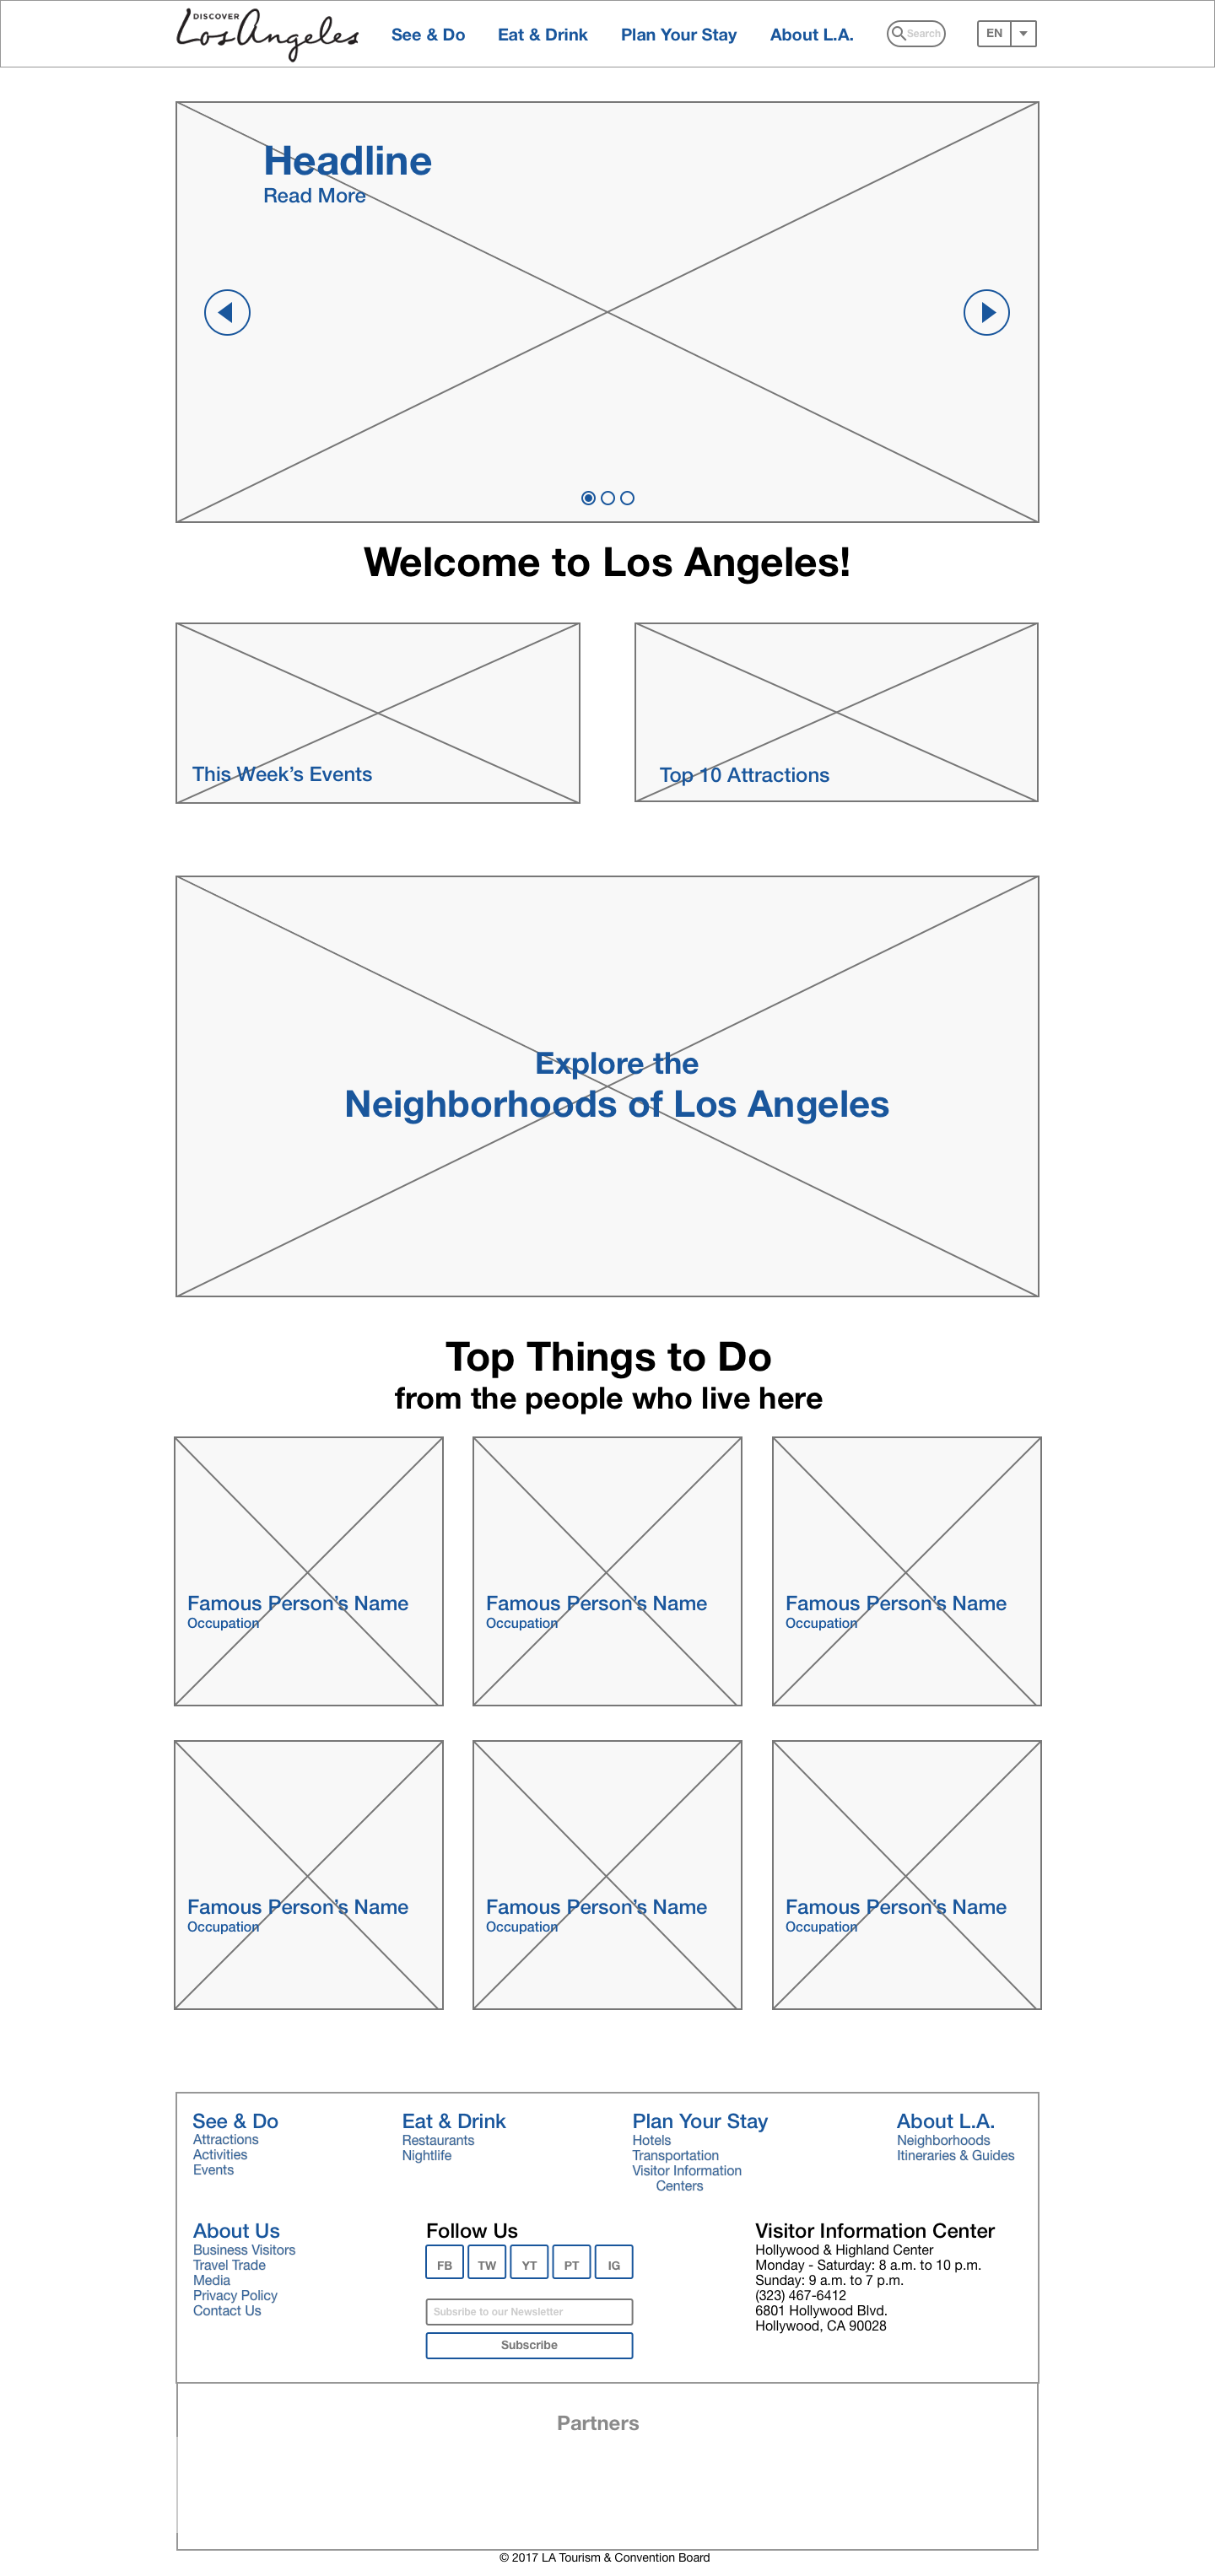 DISCOVER
Los Angeles
See & Do
Eat & Drink
Plan Your Stay
About L.A.
Search
EN
Headline
Read More
Welcome to Los Angeles!
This Week’s Events
Top 10 Attractions
Explore the
Neighborhoods of Los Angeles
Top Things to Do
from the people who live here
Famous Person’s Name
Occupation
Famous Person’s Name
Occupation
Famous Person’s Name
Occupation
Famous Person’s Name
Occupation
Famous Person’s Name
Occupation
Famous Person’s Name
Occupation
See & Do
Attractions
Activities
Events
Eat & Drink
Restaurants
Nightlife
Plan Your Stay
Hotels
Transportation
Visitor Information
Centers
About L.A.
Neighborhoods
Itineraries & Guides
About Us
Business Visitors
Travel Trade
Media
Privacy Policy
Contact Us
Follow Us
FB
TW
YT
PT
IG
Subsribe to our Newsletter
Subscribe
Visitor Information Center
Hollywood & Highland Center
Monday - Saturday: 8 a.m. to 10 p.m.
Sunday: 9 a.m. to 7 p.m.
(323) 467-6412
6801 Hollywood Blvd.
Hollywood, CA 90028
Partners
© 2017 LA Tourism & Convention Board